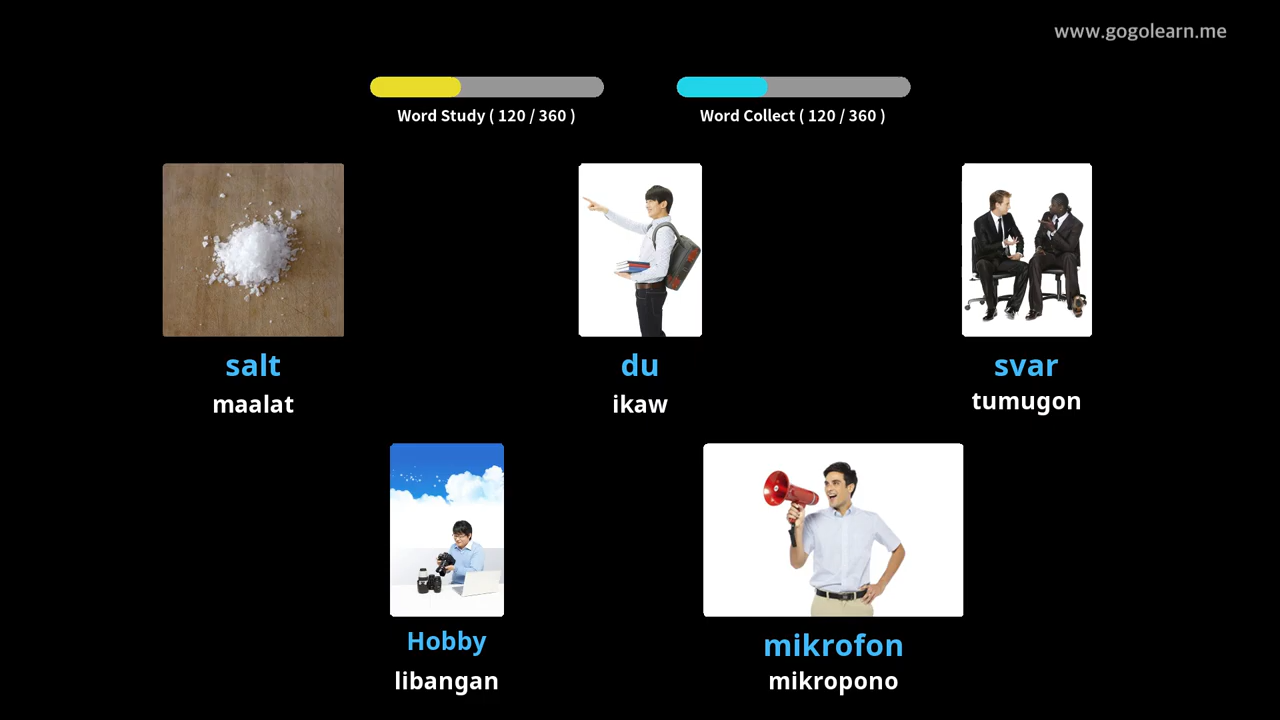 www.gogolearn.me
Word Study ( 120 / 360 )
Word Collect ( 120 / 360 )
salt
maalat
du
ikaw
svar
tumugon
Hobby
libangan
mikrofon
mikropono